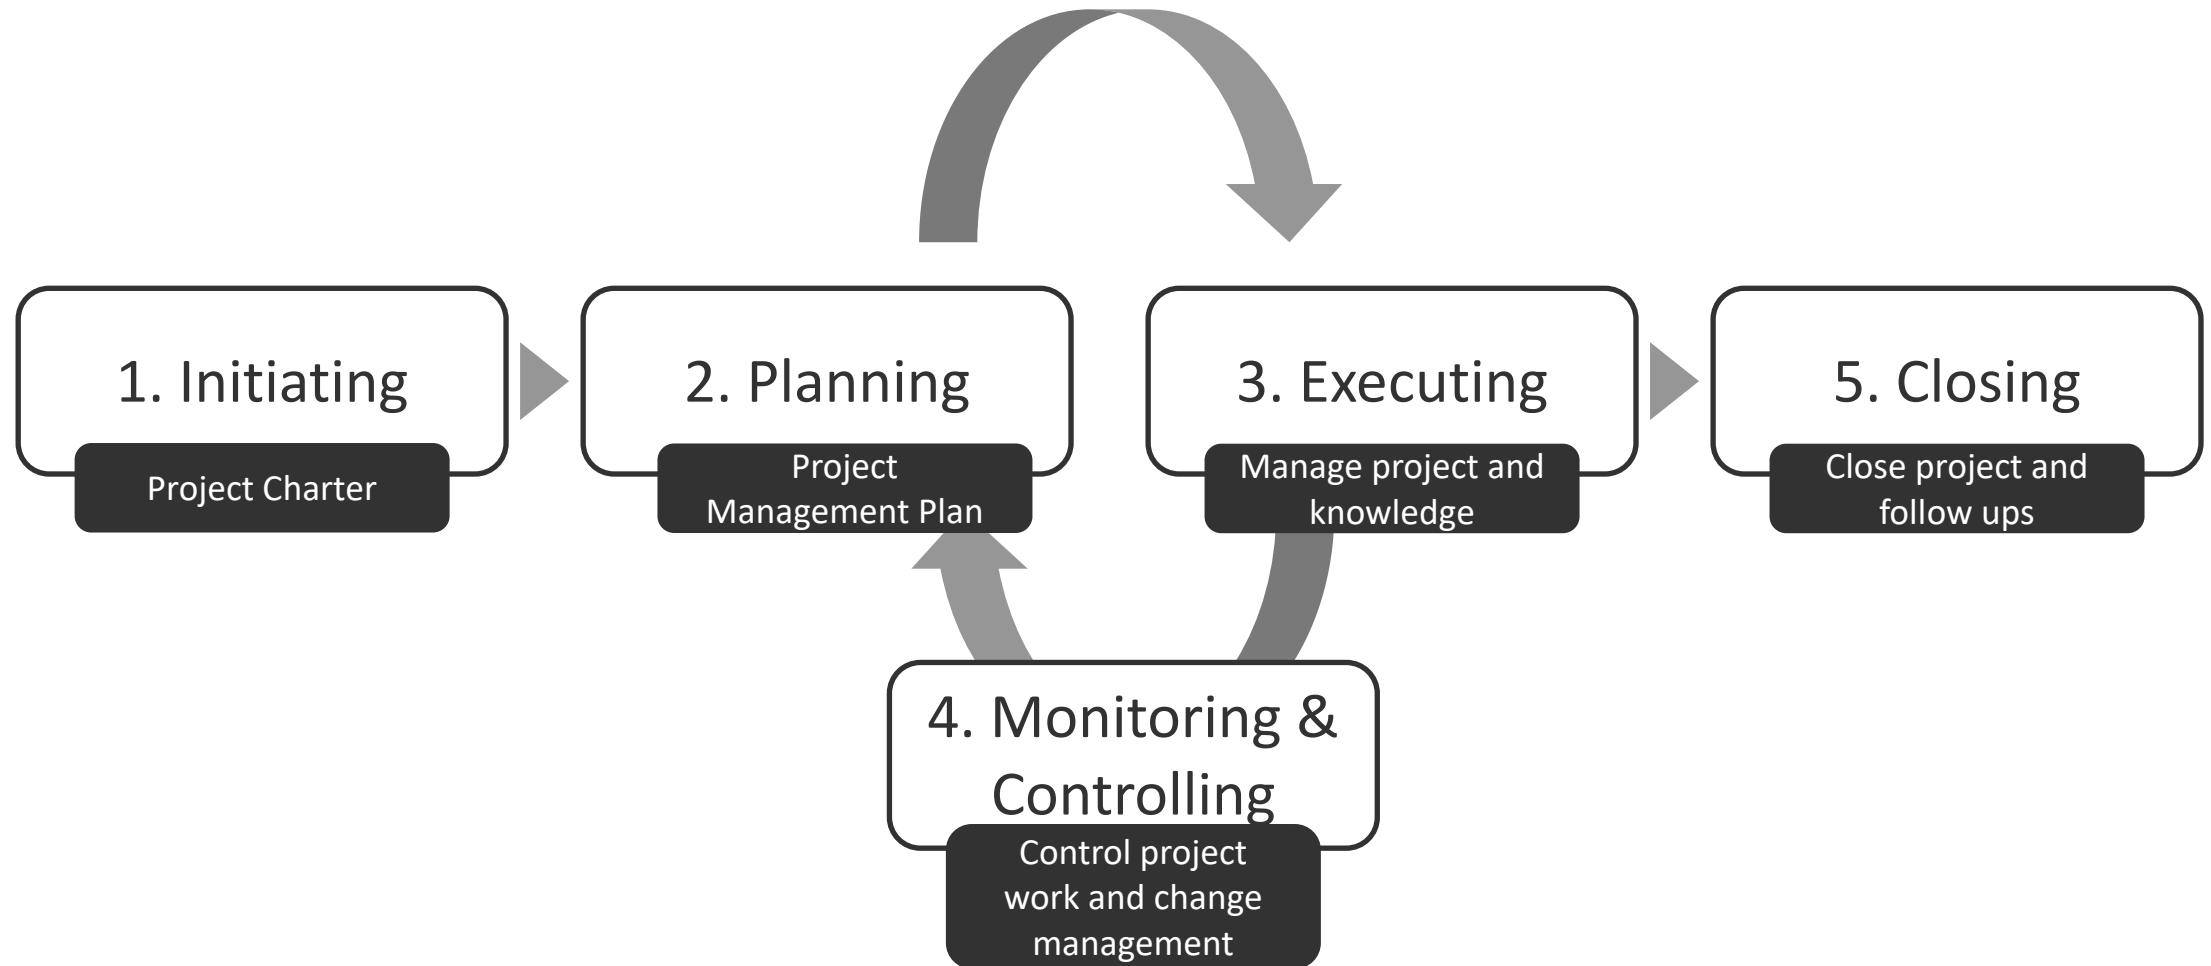 1. Initiating
Project Charter
2. Planning
Project
Management Plan
3. Executing
Manage project and
knowledge
5. Closing
Close project and
follow ups
4. Monitoring &
Controlling
Control project
work and change
management